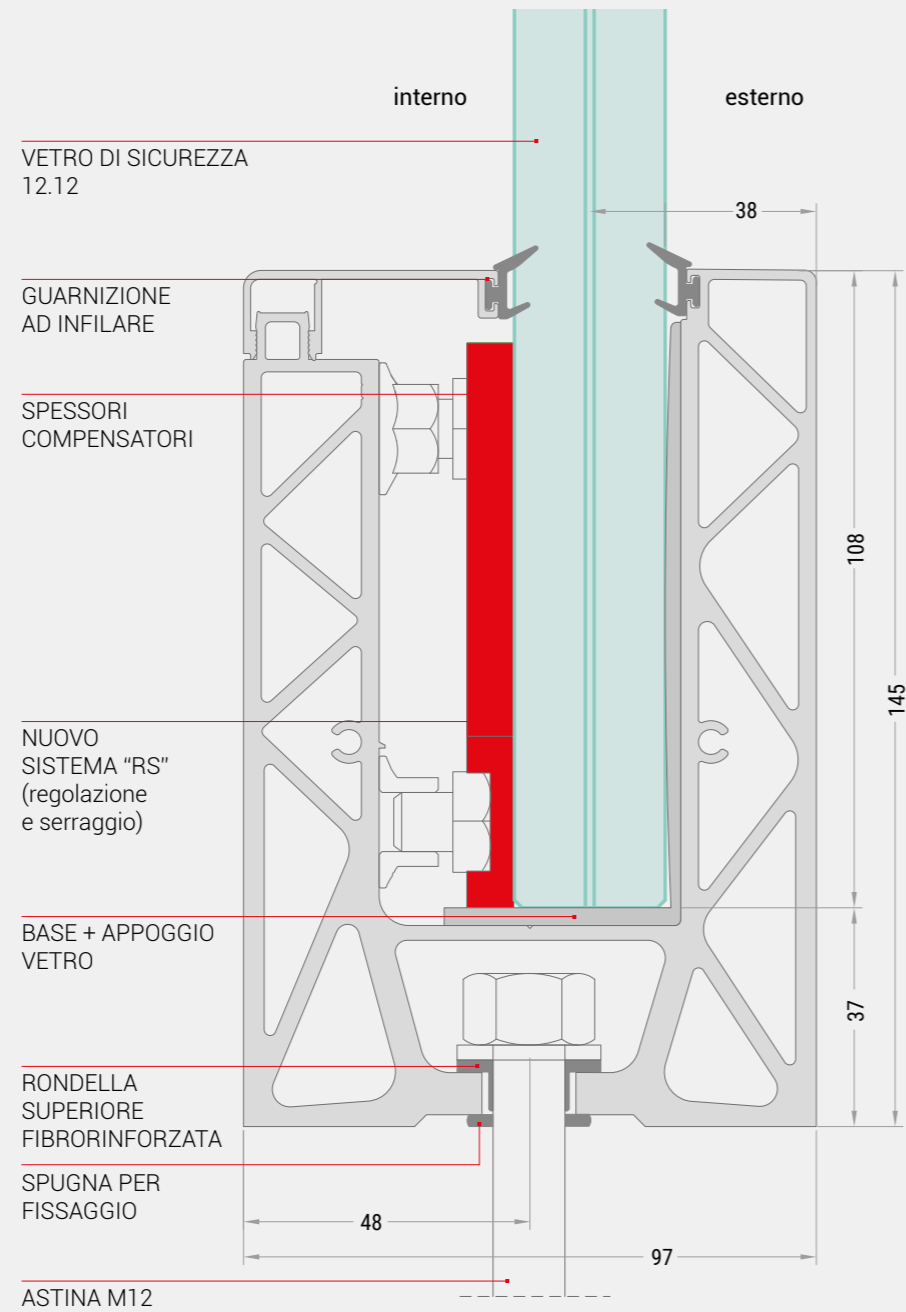 interno
esterno
VETRO DI SICUREZZA
12.12
38
GUARNIZIONE
AD INFILARE
SPESSORI
COMPENSATORI
108
145
NUOVO
SISTEMA “RS”
(regolazione
e serraggio)
BASE + APPOGGIO
VETRO
37
RONDELLA
SUPERIORE
FIBRORINFORZATA
SPUGNA PER
FISSAGGIO
48
97
ASTINA M12